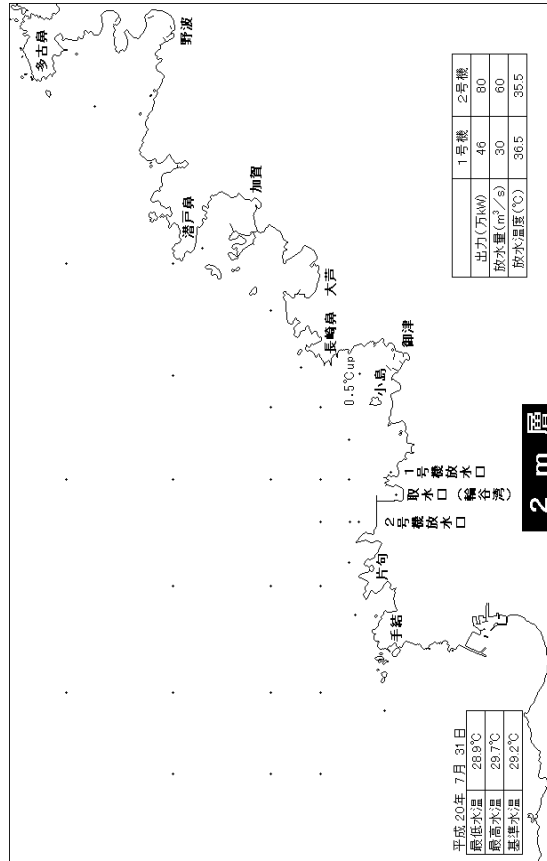 多古鼻
野波
潜戸鼻
加賀
大芦
長崎鼻
御津
小島
0.5℃up
1号機放水口
取水口（輪谷湾）
2号機放水口
片句
手結
1号機 2号機
出力(万kW) 46 80
放水量(m³/s) 30 60
放水温度(℃) 36.5 35.5
2 m 層
平成 20年 7月 31日
最低水温 28.9℃
最高水温 29.7℃
基準水温 29.2℃